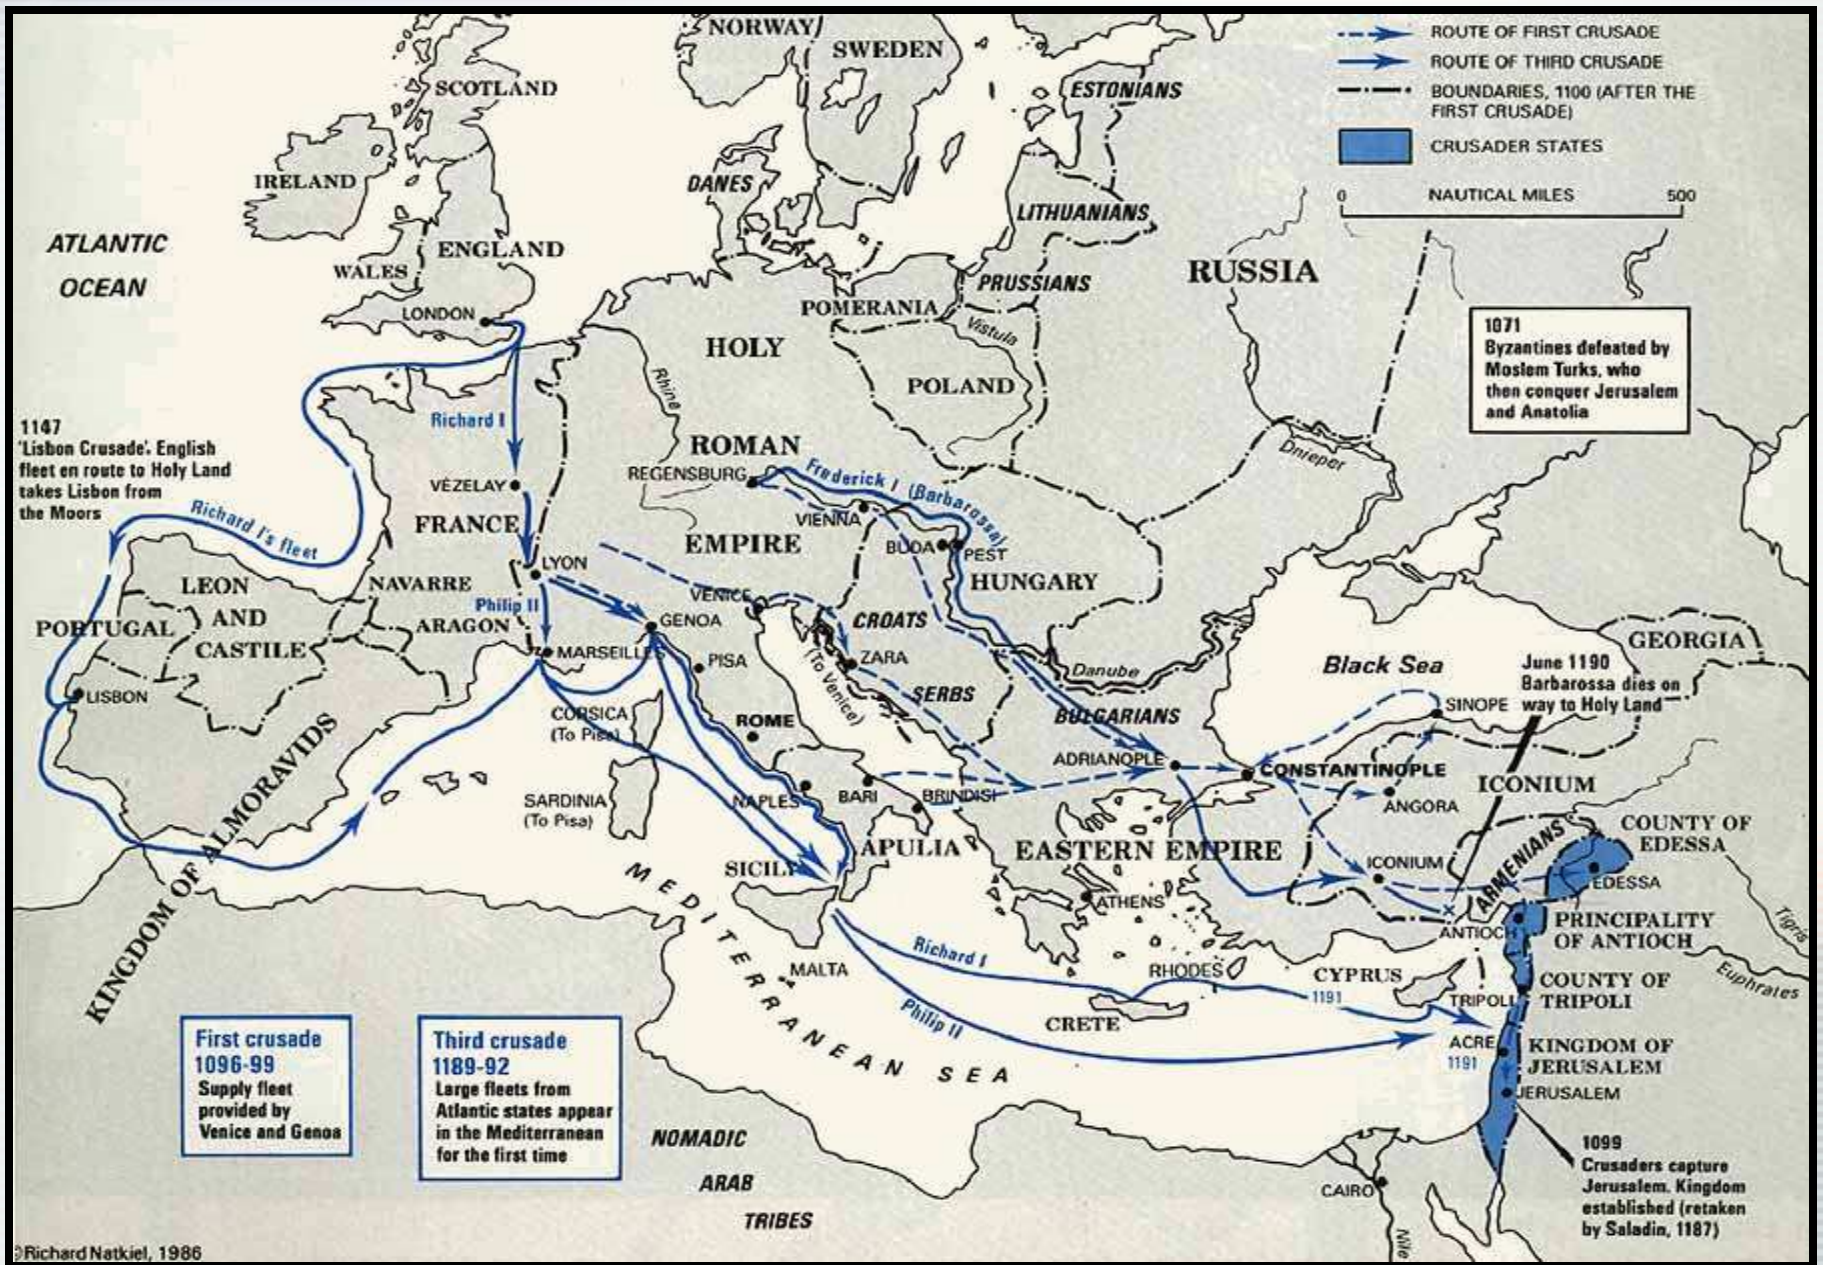 ROUTE OF FIRST CRUSADE
ROUTE OF THIRD CRUSADE
BOUNDARIES, 1100 (AFTER THE
FIRST CRUSADE)
CRUSADER STATES
0 NAUTICAL MILES 500
NORWAY
SWEDEN
SCOTLAND
ESTONIANS
IRELAND
DANES
LITHUANIANS
ATLANTIC
OCEAN
ENGLAND
WALES
LONDON
PRUSSIANS
RUSSIA
POMERANIA
Vistula
HOLY
ROMAN
EMPIRE
POLAND
Rhine
1071
Byzantines defeated by
Moslem Turks, who
then conquer Jerusalem
and Anatolia
1147
'Lisbon Crusade'. English
fleet en route to Holy Land
takes Lisbon from
the Moors
Richard I
Richard I's fleet
VÉZELAY
FRANCE
REGENSBURG
Frederick I (Barbarossa)
VIENNA
BUDA
PEST
HUNGARY
Dnieper
LYON
NAVARRE
LEON
AND
CASTILE
PORTUGAL
ARAGON
Philip II
MARSEILLES
GENOA
VENICE
PISA
CROATS
ZARA
(To Venice)
SERBS
Danube
BULGARIANS
Black Sea
GEORGIA
June 1190
Barbarossa dies on
way to Holy Land
SINOPE
LISBON
CORSICA
(To Pisa)
ROME
ADRIANOPLE
CONSTANTINOPLE
ICONIUM
ANGORA
SARDINIA
(To Pisa)
NAPLES
BARI
BRINDISI
APULIA
SICILY
EASTERN EMPIRE
ICONIUM
ARMENIANS
COUNTY OF
EDESSA
EDESSA
KINGDOM OF ALMORAVIDS
MEDITERRANEAN SEA
ATHENS
ANTIOCH
PRINCIPALITY
OF ANTIOCH
Tigris
Euphrates
MALTA
Richard I
Philip II
RHODES
CYPRUS
1191
CRETE
TRIPOLI
COUNTY OF
TRIPOLI
ACRE
1191
KINGDOM OF
JERUSALEM
JERUSALEM
First crusade
1096-99
Supply fleet
provided by
Venice and Genoa
Third crusade
1189-92
Large fleets from
Atlantic states appear
in the Mediterranean
for the first time
NOMADIC
ARAB
TRIBES
CAIRO
Nile
1099
Crusaders capture
Jerusalem. Kingdom
established (retaken
by Saladin, 1187)
©Richard Natkiel, 1986